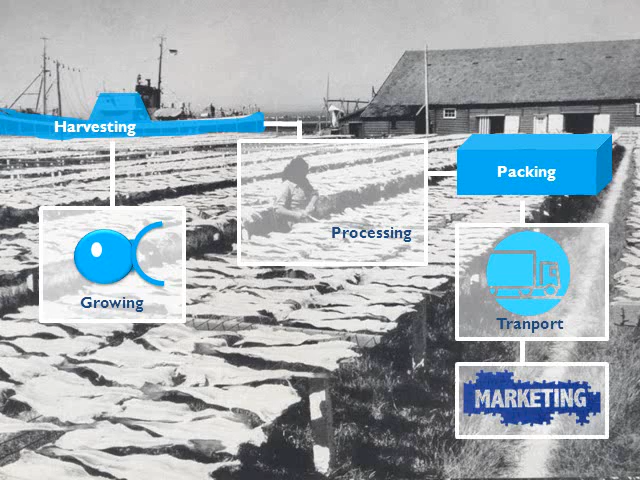 Harvesting
Packing
Processing
Growing
Tranport
MARKETING